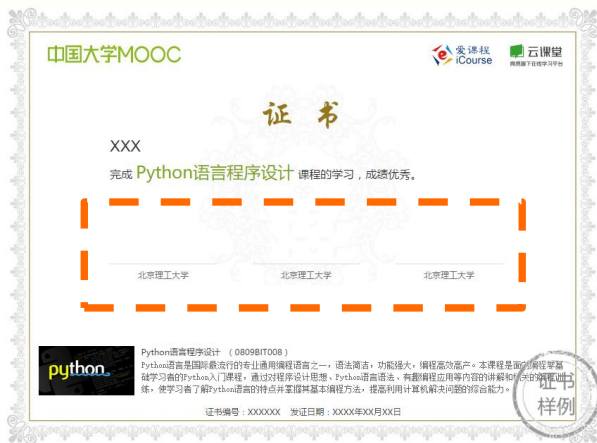 中国大学MOOC
爱课程
iCourse
云课堂
网易旗下在线学习平台
证 书
XXX
完成 Python语言程序设计 课程的学习，成绩优秀。
北京理工大学 北京理工大学 北京理工大学
python
Python语言程序设计 （0809BIT008）
Python语言是国际最流行的专业通用编程语言之一，语法简洁，功能强大，编程高效高产。本课程是面向编程零基
础学习者的Python入门课程，通过对程序设计思想、Python语言语法、有趣编程应用等内容的讲解和相关的编程训
练，使学习者了解Python语言的特点并掌握其基本编程方法，提高利用计算机解决问题的综合能力。
证书
样例
证书编号：XXXXXX 发证日期：XXXX年XX月XX日